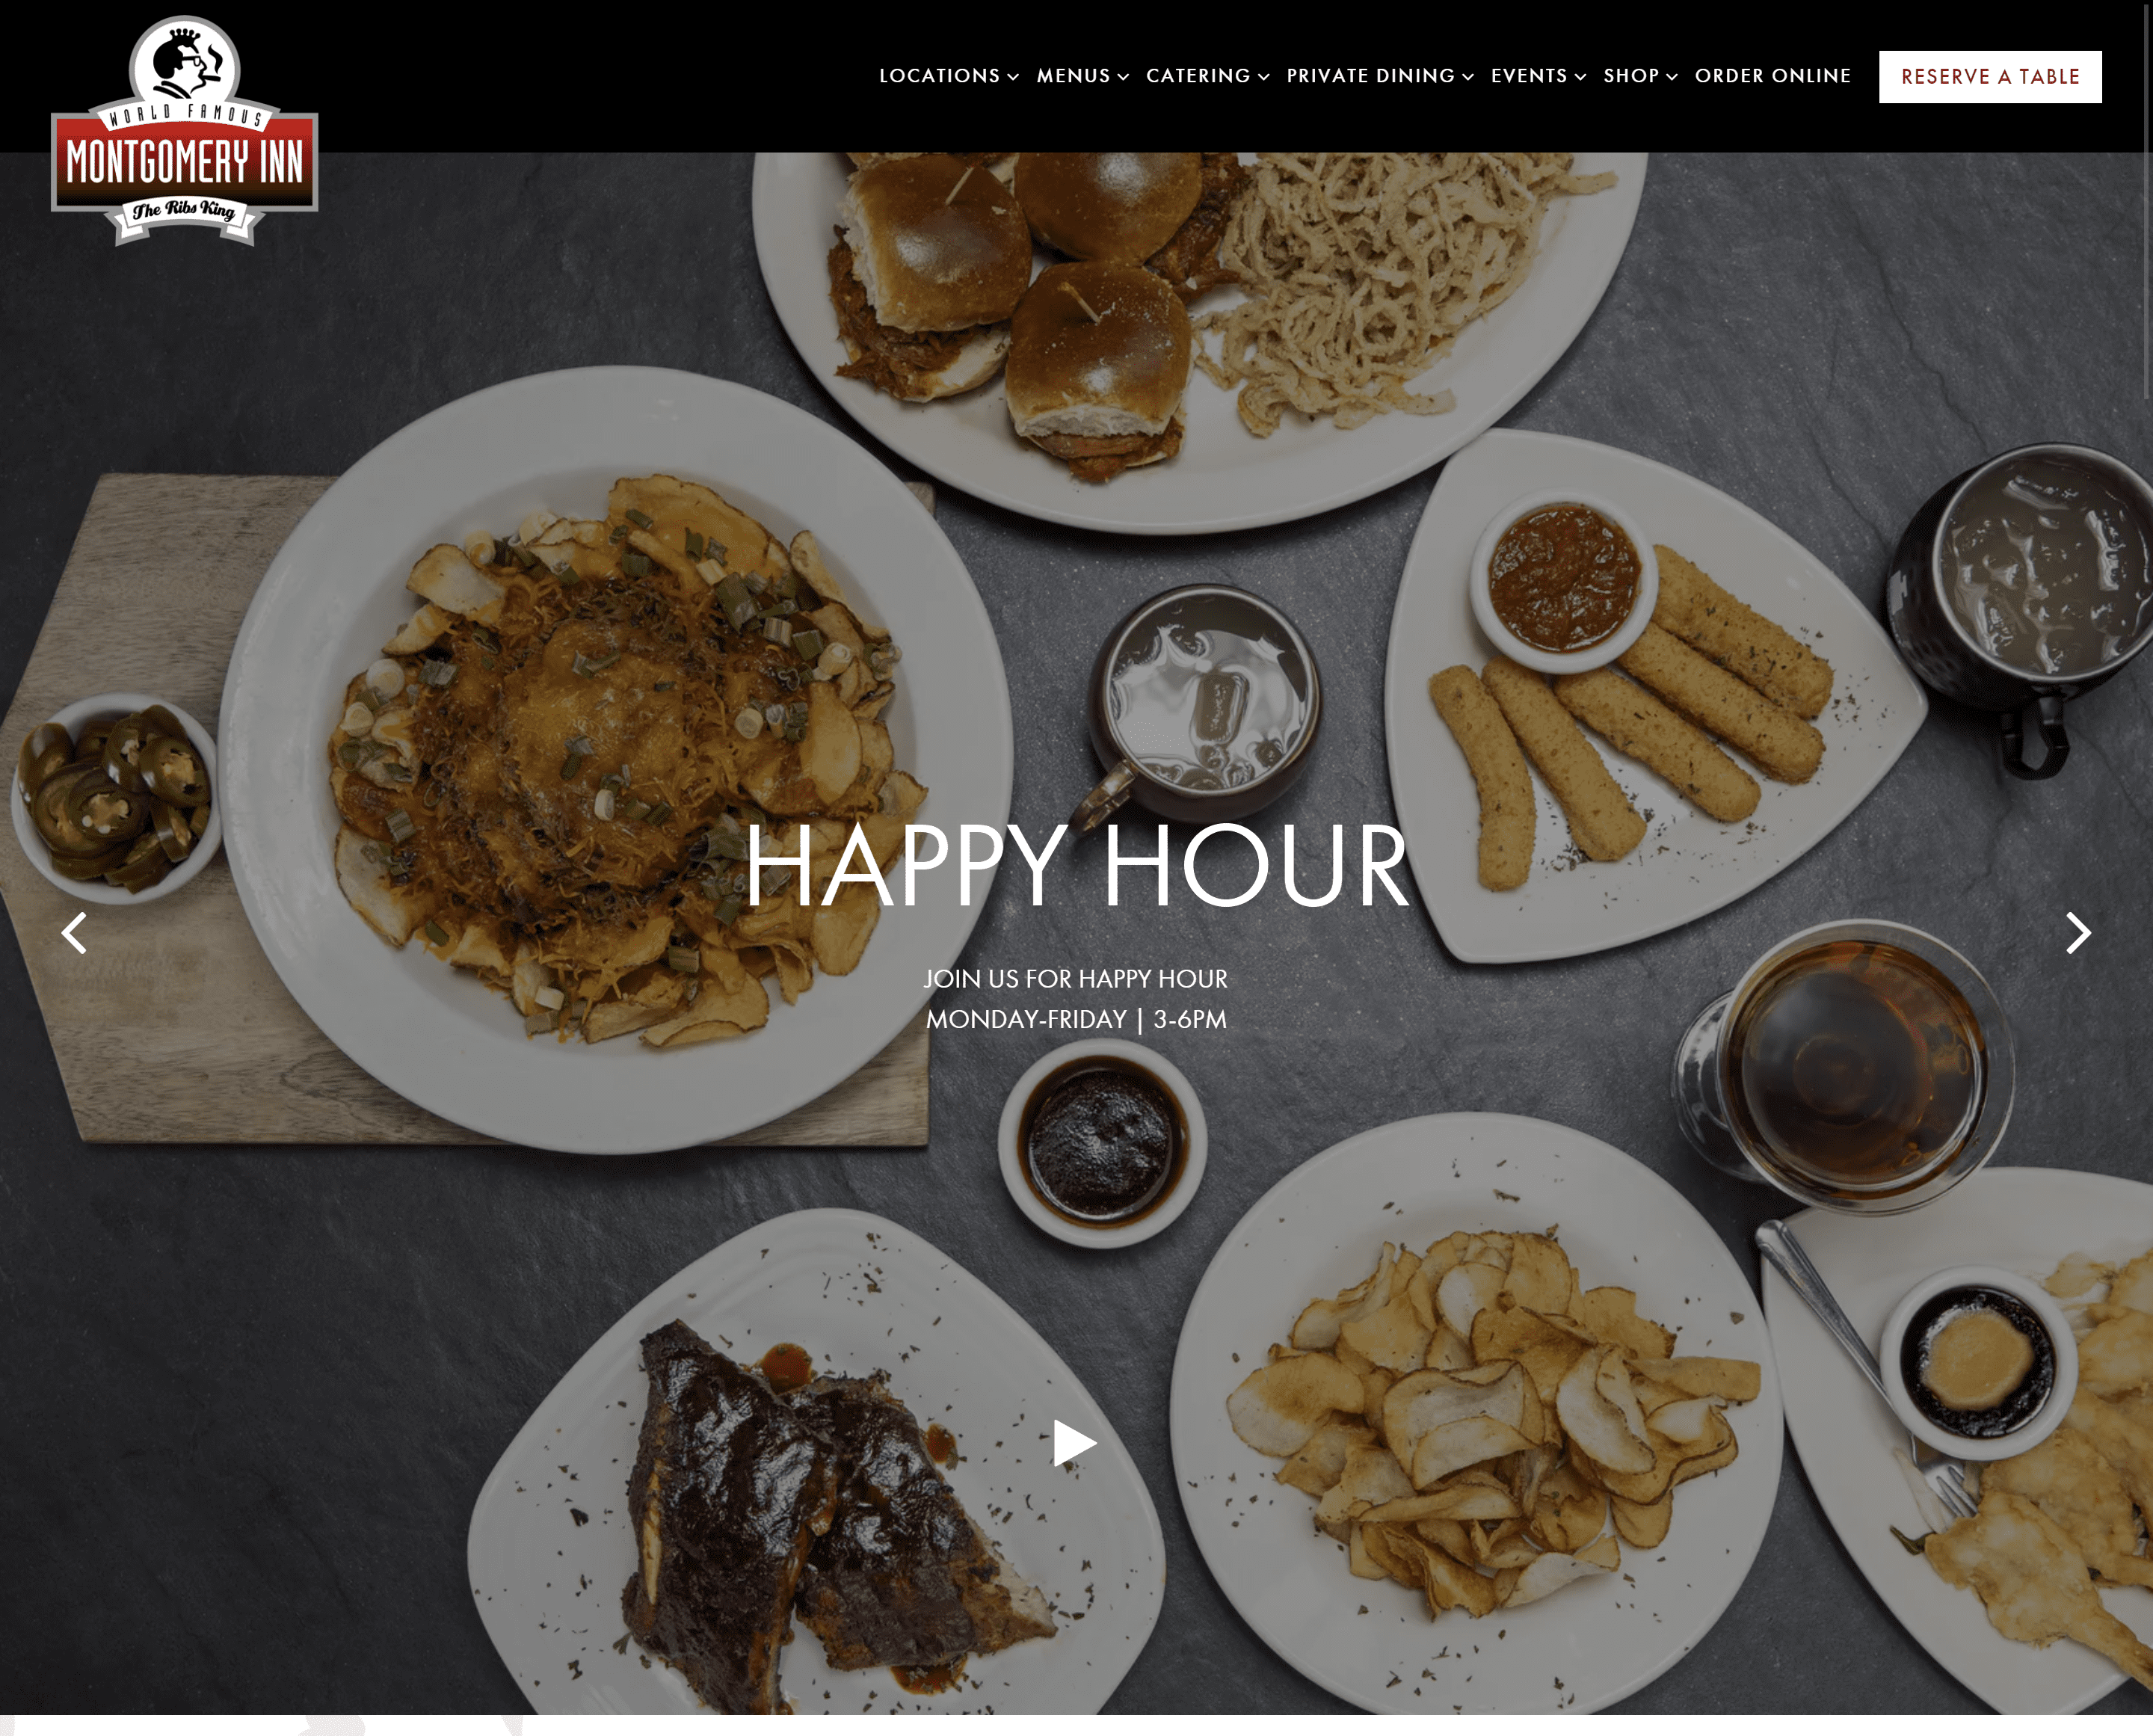 WORLD FAMOUS
MONTGOMERY INN
The Ribs King
LOCATIONS MENUS CATERING PRIVATE DINING EVENTS SHOP ORDER ONLINE RESERVE A TABLE
HAPPY HOUR
JOIN US FOR HAPPY HOUR
MONDAY-FRIDAY | 3-6PM